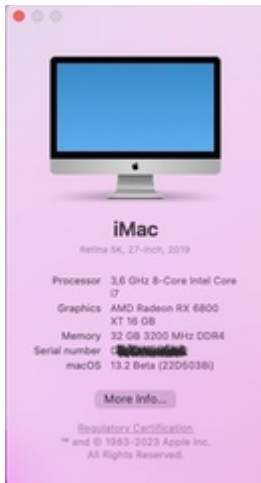 iMac
Retina 5K, 27-inch, 2019
Processor 3,6 GHz 8-Core Intel Core
i7
Graphics AMD Radeon RX 6800
XT 16 GB
Memory 32 GB 3200 MHz DDR4
Serial number
macOS 13.2 Beta (22D5038i)
More Info...
Regulatory Certification
™ and © 1983-2023 Apple Inc.
All Rights Reserved.